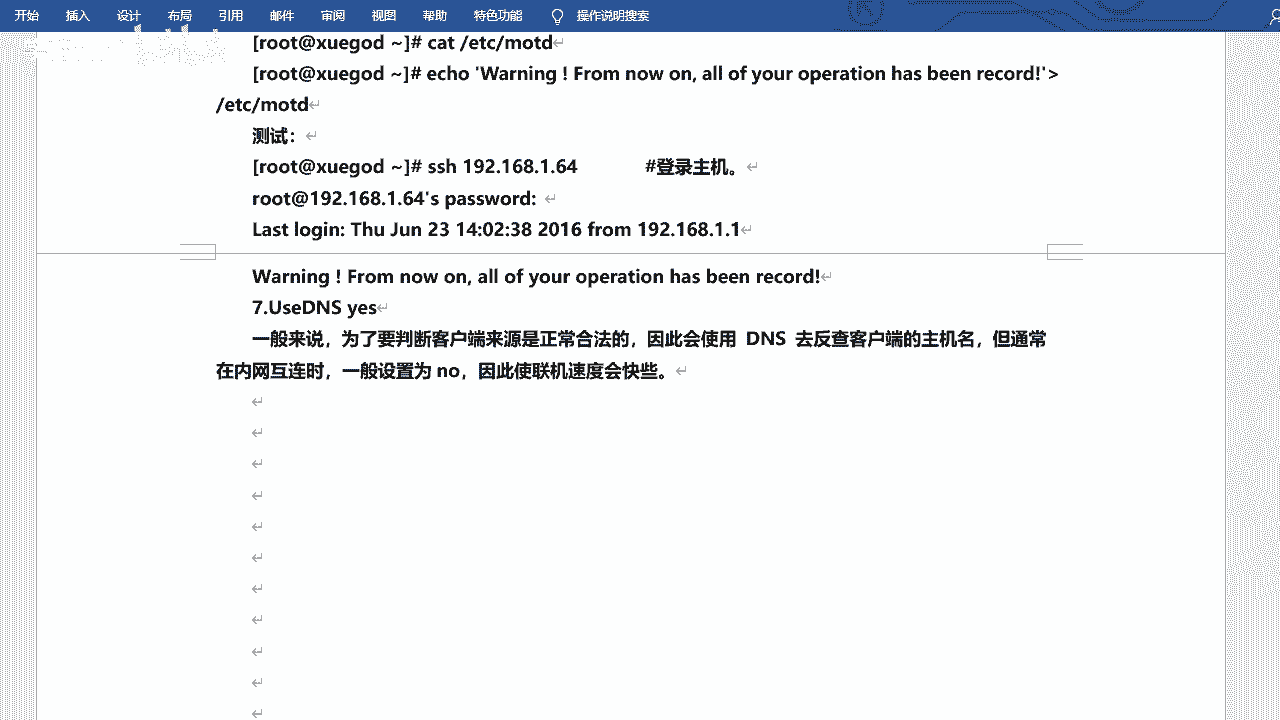 开始 插入 设计 布局 引用 邮件 审阅 视图 帮助 特色功能 操作说明搜索
[root@xuegod ~]# cat /etc/motd
[root@xuegod ~]# echo 'Warning ! From now on, all of your operation has been record!'>
/etc/motd
测试：
[root@xuegod ~]# ssh 192.168.1.64 #登录主机。
root@192.168.1.64's password:
Last login: Thu Jun 23 14:02:38 2016 from 192.168.1.1
Warning ! From now on, all of your operation has been record!
7.UseDNS yes
一般来说，为了要判断客户端来源是正常合法的，因此会使用 DNS 去反查客户端的主机名，但通常
在内网互连时，一般设置为 no，因此使联机速度会快些。